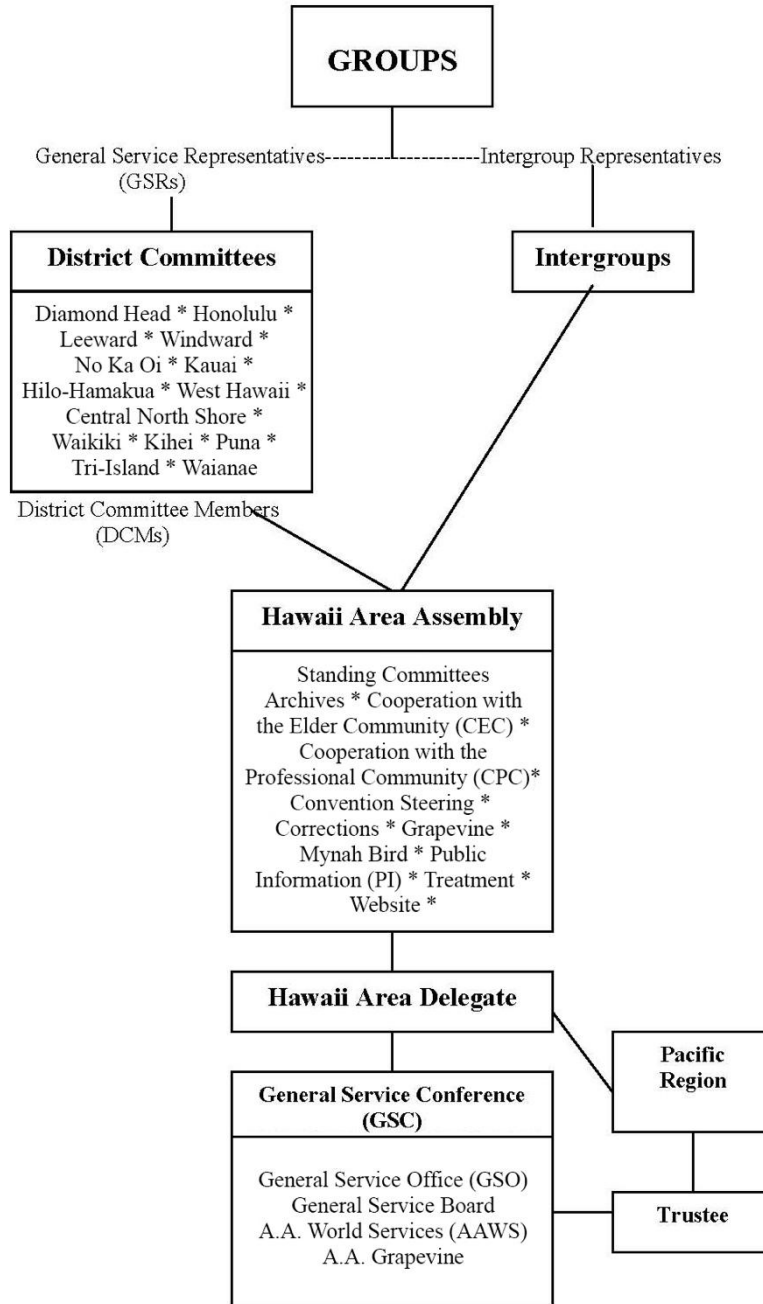 GROUPS
General Service Representatives
(GSRs)
Intergroup Representatives
District Committees
Diamond Head * Honolulu *
Leeward * Windward *
No Ka Oi * Kauai *
Hilo-Hamakua * West Hawaii *
Central North Shore *
Waikiki * Kihei * Puna *
Tri-Island * Waianae
District Committee Members
(DCMs)
Intergroups
Hawaii Area Assembly
Standing Committees
Archives * Cooperation with
the Elder Community (CEC) *
Cooperation with the
Professional Community (CPC)*
Convention Steering *
Corrections * Grapevine *
Mynah Bird * Public
Information (PI) * Treatment *
Website *
Hawaii Area Delegate
General Service Conference
(GSC)
General Service Office (GSO)
General Service Board
A.A. World Services (AAWS)
A.A. Grapevine
Pacific
Region
Trustee